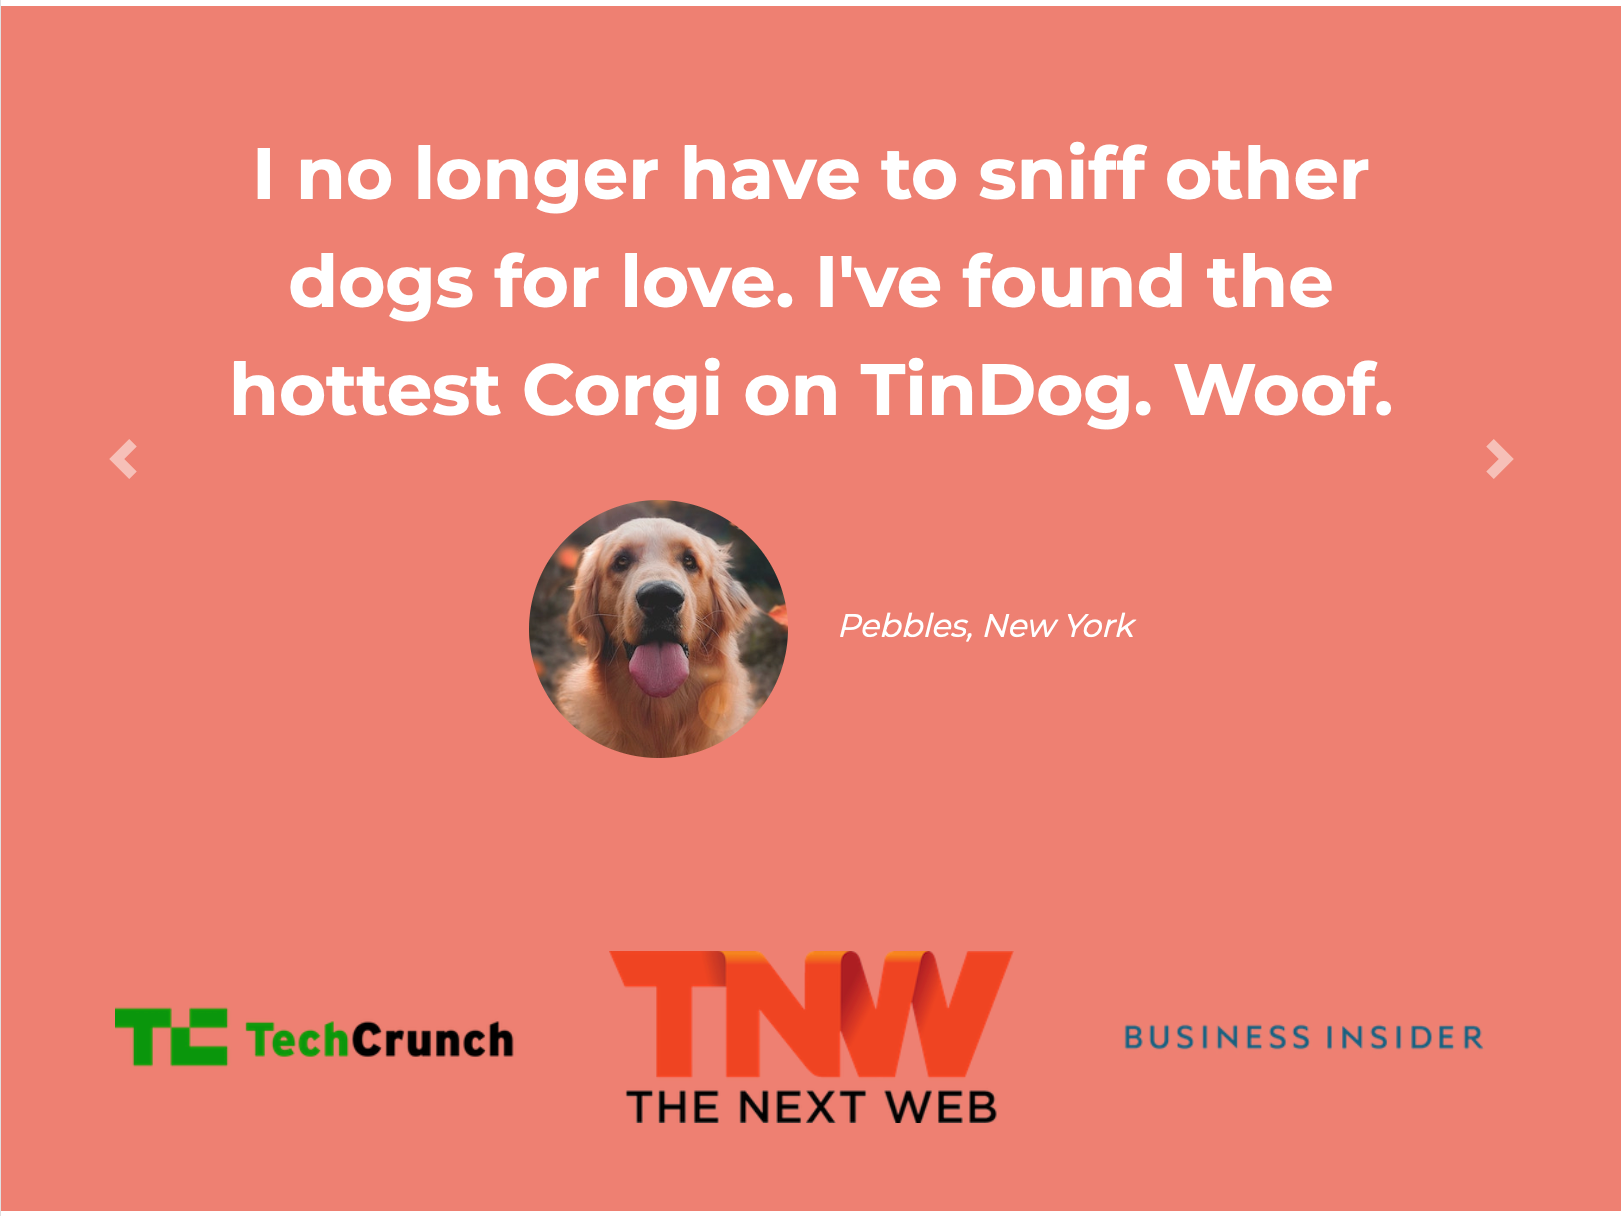 I no longer have to sniff other
dogs for love. I've found the
hottest Corgi on TinDog. Woof.
Pebbles, New York
TC TechCrunch
TNW
THE NEXT WEB
BUSINESS INSIDER